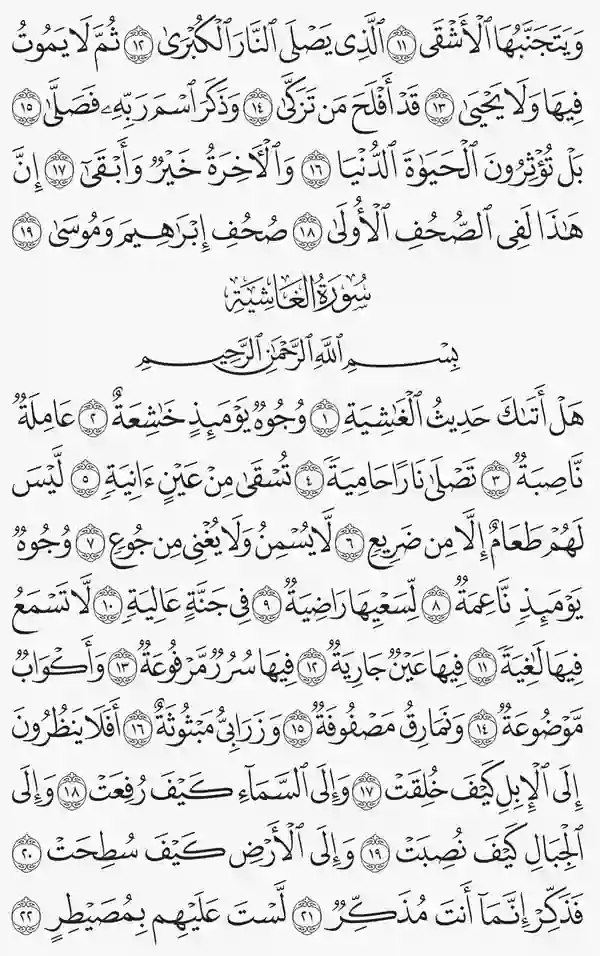 وَيَتَجَنَّبُهَا ٱلْأَشْقَى ١١ ٱلَّذِى يَصْلَى ٱلنَّارَ ٱلْكُبْرَىٰ ١٢ ثُمَّ لَا يَمُوتُ
فِيهَا وَلَا يَحْيَىٰ ١٣ قَدْ أَفْلَحَ مَن تَزَكَّىٰ ١٤ وَذَكَرَ ٱسْمَ رَبِّهِۦ فَصَلَّىٰ ١٥
بَلْ تُؤْثِرُونَ ٱلْحَيَوٰةَ ٱلدُّنْيَا ١٦ وَٱلْـَٔاخِرَةُ خَيْرٌ وَأَبْقَىٰٓ ١٧ إِنَّ
هَـٰذَا لَفِى ٱلصُّحُفِ ٱلْأُولَىٰ ١٨ صُحُفِ إِبْرَٰهِيمَ وَمُوسَىٰ ١٩
سُورَةُ الغَاشِيَةِ
بِسْمِ ٱللَّهِ ٱلرَّحْمَـٰنِ ٱلرَّحِيمِ
هَلْ أَتَىٰكَ حَدِيثُ ٱلْغَـٰشِيَةِ ١ وُجُوهٌ يَوْمَئِذٍ خَـٰشِعَةٌ ٢ عَامِلَةٌ
نَّاصِبَةٌ ٣ تَصْلَىٰ نَارًا حَامِيَةً ٤ تُسْقَىٰ مِنْ عَيْنٍ ءَانِيَةٍ ٥ لَّيْسَ
لَهُمْ طَعَامٌ إِلَّا مِن ضَرِيعٍ ٦ لَّا يُسْمِنُ وَلَا يُغْنِى مِن جُوعٍ ٧ وُجُوهٌ
يَوْمَئِذٍ نَّاعِمَةٌ ٨ لِّسَعْيِهَا رَاضِيَةٌ ٩ فِى جَنَّةٍ عَالِيَةٍ ١٠ لَّا تَسْمَعُ
فِيهَا لَـٰغِيَةً ١١ فِيهَا عَيْنٌ جَارِيَةٌ ١٢ فِيهَا سُرُرٌ مَّرْفُوعَةٌ ١٣ وَأَكْوَابٌ
مَّوْضُوعَةٌ ١٤ وَنَمَارِقُ مَصْفُوفَةٌ ١٥ وَزَرَابِىُّ مَبْثُوثَةٌ ١٦ أَفَلَا يَنظُرُونَ
إِلَى ٱلْإِبِلِ كَيْفَ خُلِقَتْ ١٧ وَإِلَى ٱلسَّمَآءِ كَيْفَ رُفِعَتْ ١٨ وَإِلَى
ٱلْجِبَالِ كَيْفَ نُصِبَتْ ١٩ وَإِلَى ٱلْأَرْضِ كَيْفَ سُطِحَتْ ٢٠
فَذَكِّرْ إِنَّمَآ أَنتَ مُذَكِّرٌ ٢١ لَّسْتَ عَلَيْهِم بِمُصَيْطِرٍ ٢٢